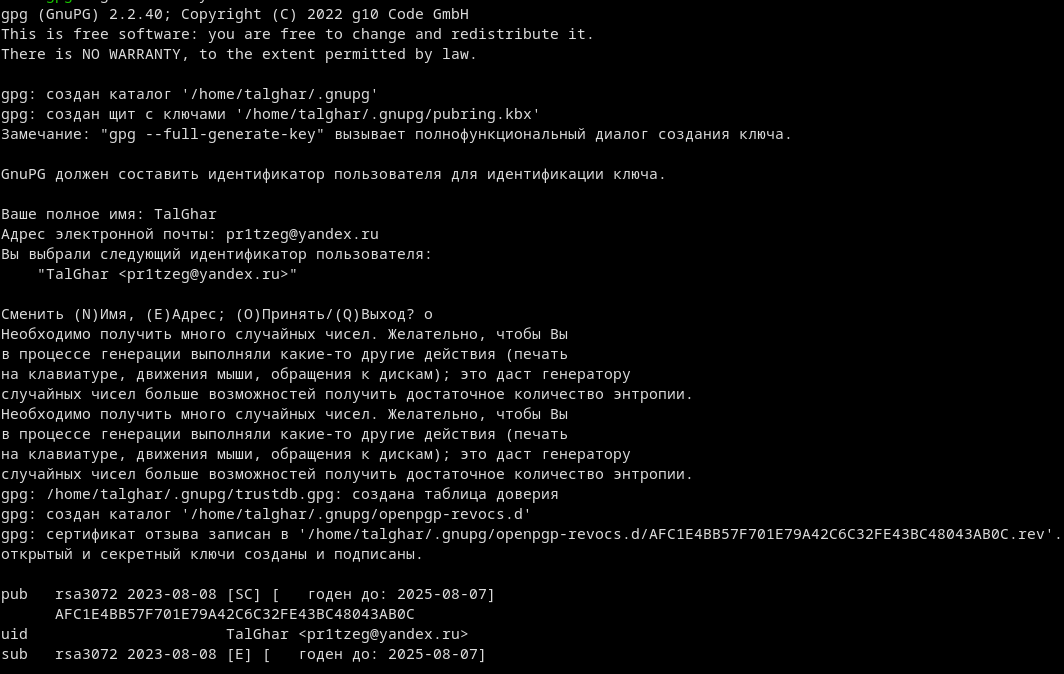 gpg (GnuPG) 2.2.40; Copyright (C) 2022 g10 Code GmbH
This is free software: you are free to change and redistribute it.
There is NO WARRANTY, to the extent permitted by law.
gpg: создан каталог '/home/talghar/.gnupg'
gpg: создан щит с ключами '/home/talghar/.gnupg/pubring.kbx'
Замечание: "gpg --full-generate-key" вызывает полнофункциональный диалог создания ключа.
GnuPG должен составить идентификатор пользователя для идентификации ключа.
Ваше полное имя: TalGhar
Адрес электронной почты: pr1tzeg@yandex.ru
Вы выбрали следующий идентификатор пользователя:
"TalGhar <pr1tzeg@yandex.ru>"
Сменить (N)Имя, (E)Адрес; (O)Принять/(Q)Выход? o
Необходимо получить много случайных чисел. Желательно, чтобы Вы
в процессе генерации выполняли какие-то другие действия (печать
на клавиатуре, движения мыши, обращения к дискам); это даст генератору
случайных чисел больше возможностей получить достаточное количество энтропии.
Необходимо получить много случайных чисел. Желательно, чтобы Вы
в процессе генерации выполняли какие-то другие действия (печать
на клавиатуре, движения мыши, обращения к дискам); это даст генератору
случайных чисел больше возможностей получить достаточное количество энтропии.
gpg: /home/talghar/.gnupg/trustdb.gpg: создана таблица доверия
gpg: создан каталог '/home/talghar/.gnupg/openpgp-revocs.d'
gpg: сертификат отзыва записан в '/home/talghar/.gnupg/openpgp-revocs.d/AFC1E4BB57F701E79A42C6C32FE43BC48043AB0C.rev'.
открытый и секретный ключи созданы и подписаны.
pub   rsa3072 2023-08-08 [SC] [   годен до: 2025-08-07]
AFC1E4BB57F701E79A42C6C32FE43BC48043AB0C
uid                      TalGhar <pr1tzeg@yandex.ru>
sub   rsa3072 2023-08-08 [E] [   годен до: 2025-08-07]